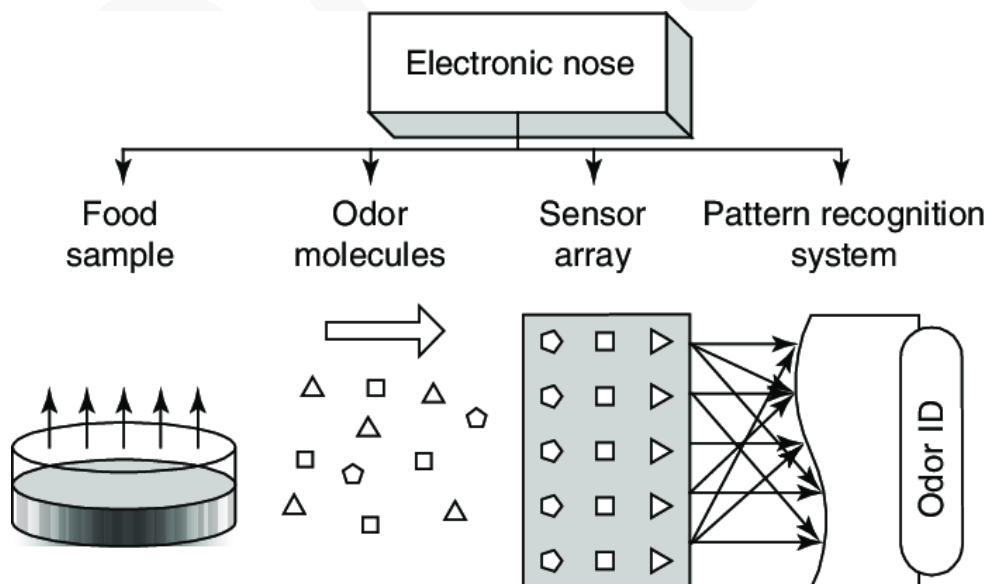 Electronic nose
Food
sample
Odor
molecules
Sensor
array
Pattern recognition
system
Odor ID